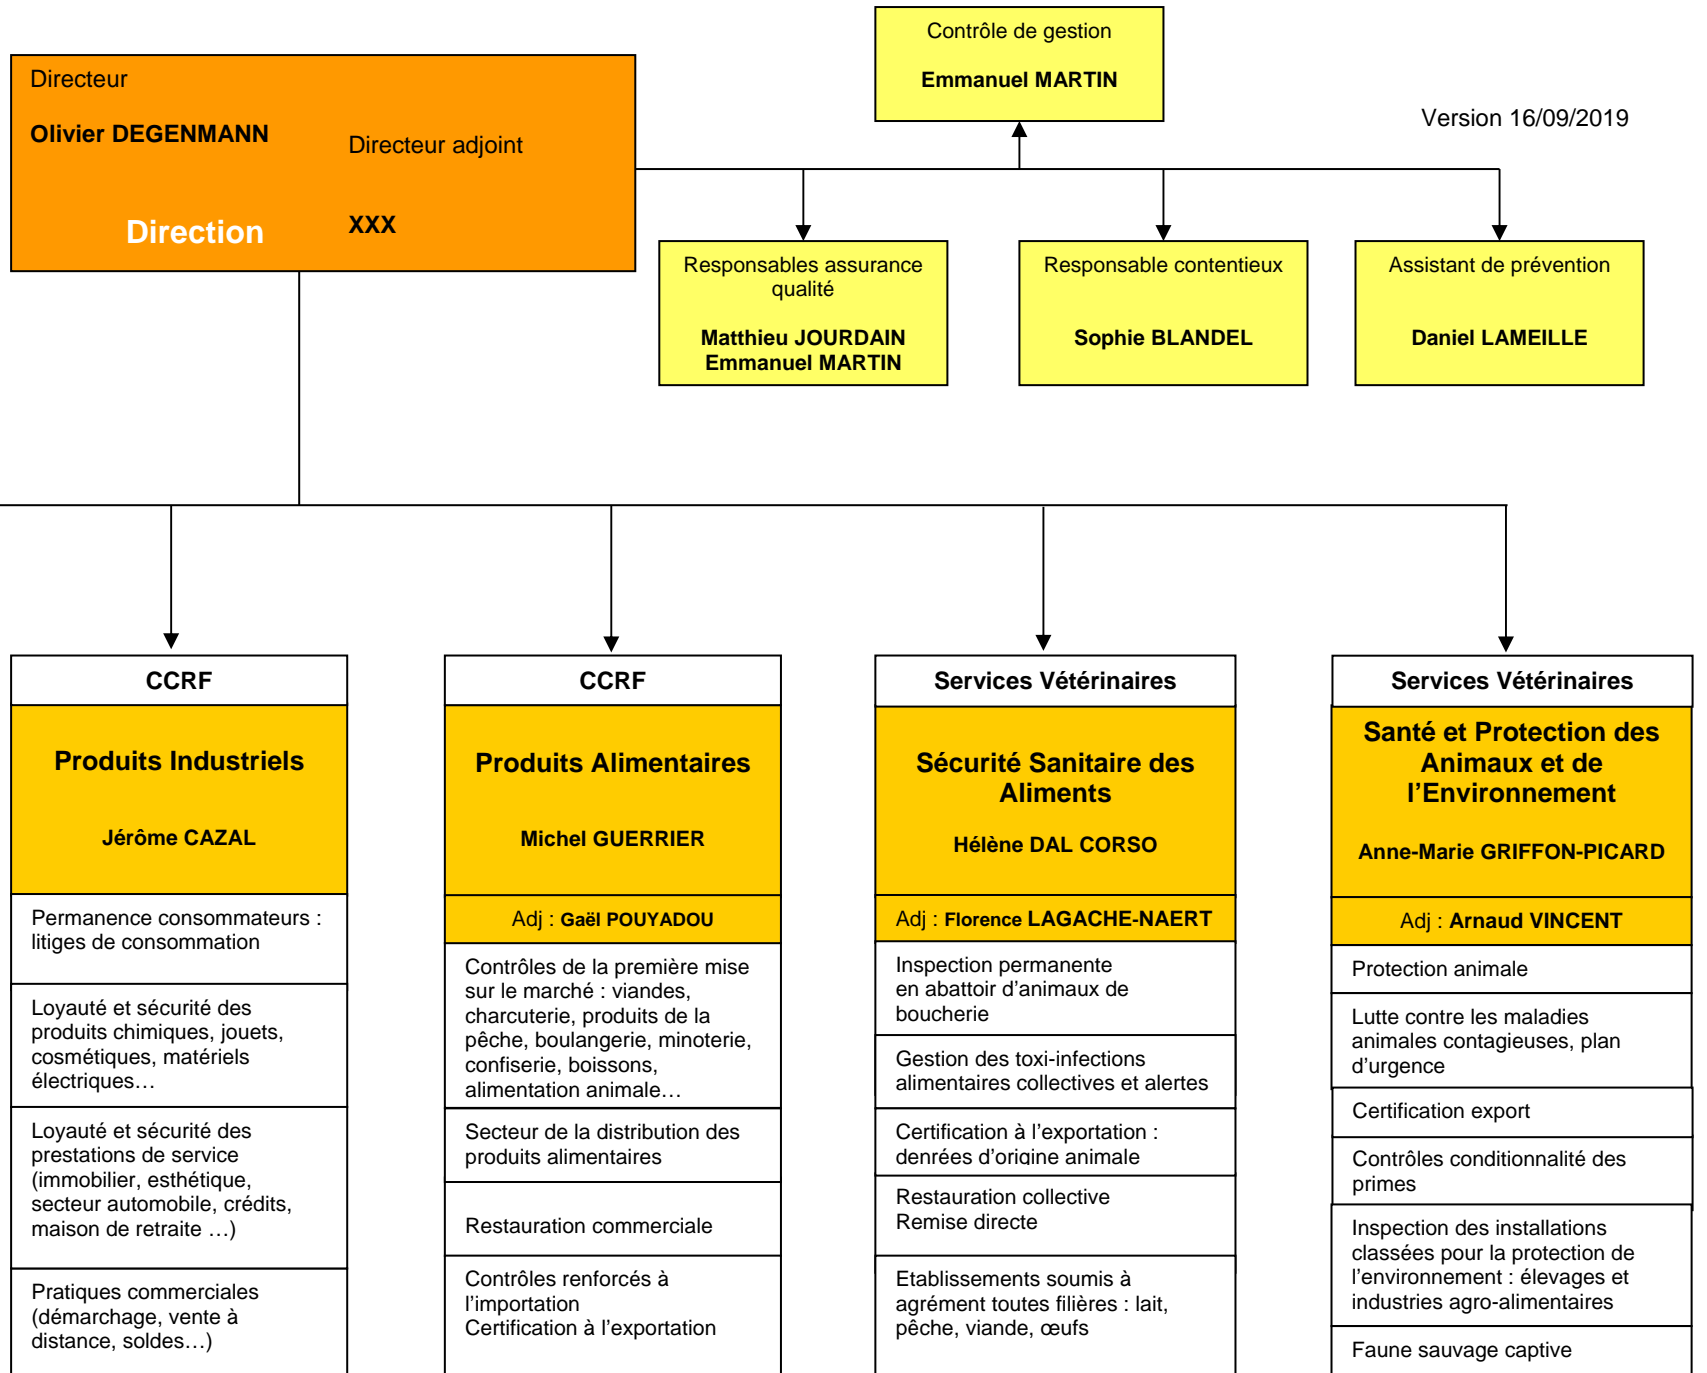 Contrôle de gestion
Emmanuel MARTIN
Directeur
Olivier DEGENMANN
Directeur adjoint
XXX
Direction
Version 16/09/2019
Responsables assurance
qualité
Matthieu JOURDAIN
Emmanuel MARTIN
Responsable contentieux
Sophie BLANDEL
Assistant de prévention
Daniel LAMEILLE
CCRF
Produits Industriels
Jérôme CAZAL
Permanence consommateurs :
litiges de consommation
Loyauté et sécurité des
produits chimiques, jouets,
cosmétiques, matériels
électriques…
Loyauté et sécurité des
prestations de service
(immobilier, esthétique,
secteur automobile, crédits,
maison de retraite …)
Pratiques commerciales
(démarchage, vente à
distance, soldes…)
CCRF
Produits Alimentaires
Michel GUERRIER
Adj : Gaël POUYADOU
Contrôles de la première mise
sur le marché : viandes,
charcuterie, produits de la
pêche, boulangerie, minoterie,
confiserie, boissons,
alimentation animale…
Secteur de la distribution des
produits alimentaires
Restauration commerciale
Contrôles renforcés à
l’importation
Certification à l’exportation
Services Vétérinaires
Sécurité Sanitaire des
Aliments
Hélène DAL CORSO
Adj : Florence LAGACHE-NAERT
Inspection permanente
en abattoir d’animaux de
boucherie
Gestion des toxi-infections
alimentaires collectives et alertes
Certification à l’exportation :
denrées d’origine animale
Restauration collective
Remise directe
Etablissements soumis à
agrément toutes filières : lait,
pêche, viande, œufs
Services Vétérinaires
Santé et Protection des
Animaux et de
l’Environnement
Anne-Marie GRIFFON-PICARD
Adj : Arnaud VINCENT
Protection animale
Lutte contre les maladies
animales contagieuses, plan
d’urgence
Certification export
Contrôles conditionnalité des
primes
Inspection des installations
classées pour la protection de
l’environnement : élevages et
industries agro-alimentaires
Faune sauvage captive